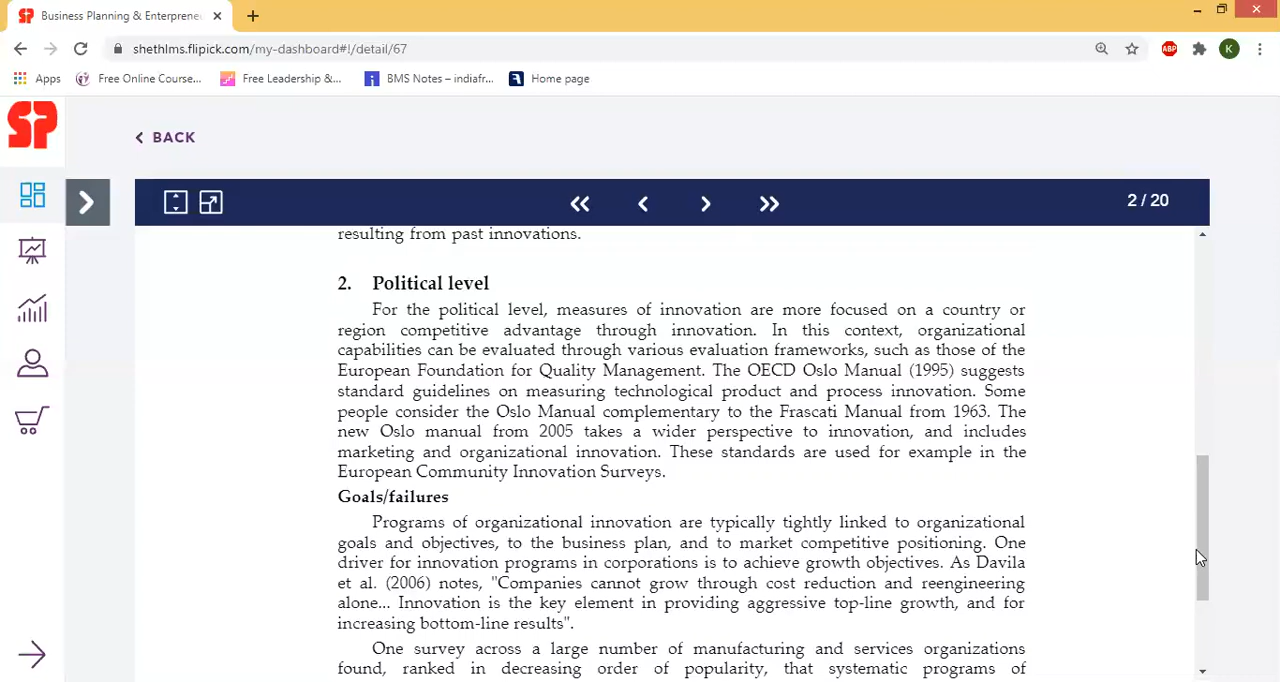 Business Planning & Enterprene
shethlms.flipick.com/my-dashboard#!/detail/67
ABP
K
Apps
Free Online Course...
Free Leadership &...
BMS Notes – indiafr...
Home page
SP
BACK
2 / 20
resulting from past innovations.
2. Political level
For the political level, measures of innovation are more focused on a country or
region competitive advantage through innovation. In this context, organizational
capabilities can be evaluated through various evaluation frameworks, such as those of the
European Foundation for Quality Management. The OECD Oslo Manual (1995) suggests
standard guidelines on measuring technological product and process innovation. Some
people consider the Oslo Manual complementary to the Frascati Manual from 1963. The
new Oslo manual from 2005 takes a wider perspective to innovation, and includes
marketing and organizational innovation. These standards are used for example in the
European Community Innovation Surveys.
Goals/failures
Programs of organizational innovation are typically tightly linked to organizational
goals and objectives, to the business plan, and to market competitive positioning. One
driver for innovation programs in corporations is to achieve growth objectives. As Davila
et al. (2006) notes, "Companies cannot grow through cost reduction and reengineering
alone... Innovation is the key element in providing aggressive top-line growth, and for
increasing bottom-line results".
One survey across a large number of manufacturing and services organizations
found, ranked in decreasing order of popularity, that systematic programs of